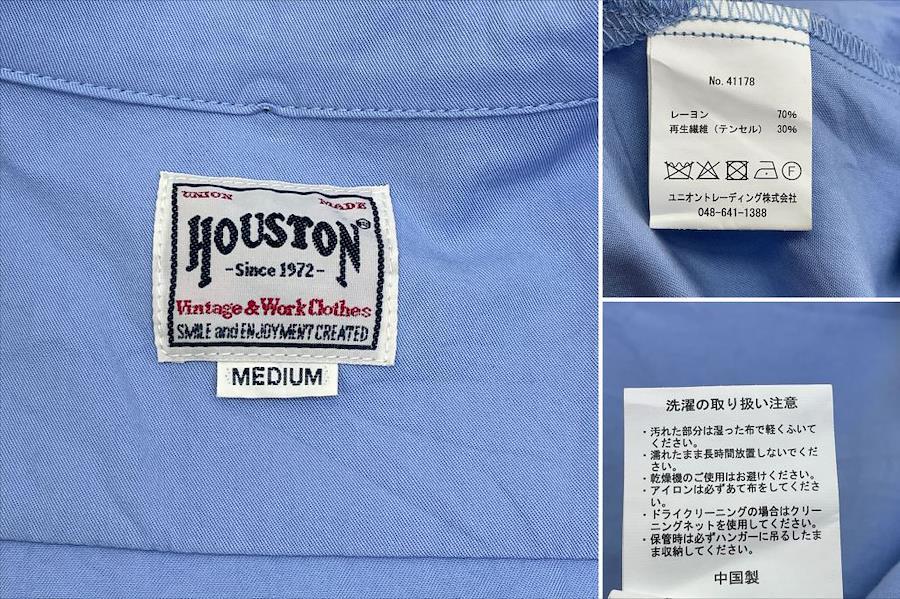 UNION MADE
HOUSTON®
-Since 1972-
Vintage & Work Clothes
SMILE and ENJOYMENT CREATED
MEDIUM
No. 41178
レーヨン 70%
再生繊維（テンセル） 30%
F
ユニオントレーディング株式会社
048-641-1388
洗濯の取り扱い注意
・汚れた部分は湿った布で軽くふいて
ください。
・濡れたまま長時間放置しないでくだ
さい。
・乾燥機のご使用はお避けください。
・アイロンは必ずあて布をしてくださ
い。
・ドライクリーニングの場合はクリー
ニングネットを使用してください。
・保管時は必ずハンガーに吊るしたま
ま収納してください。
中国製